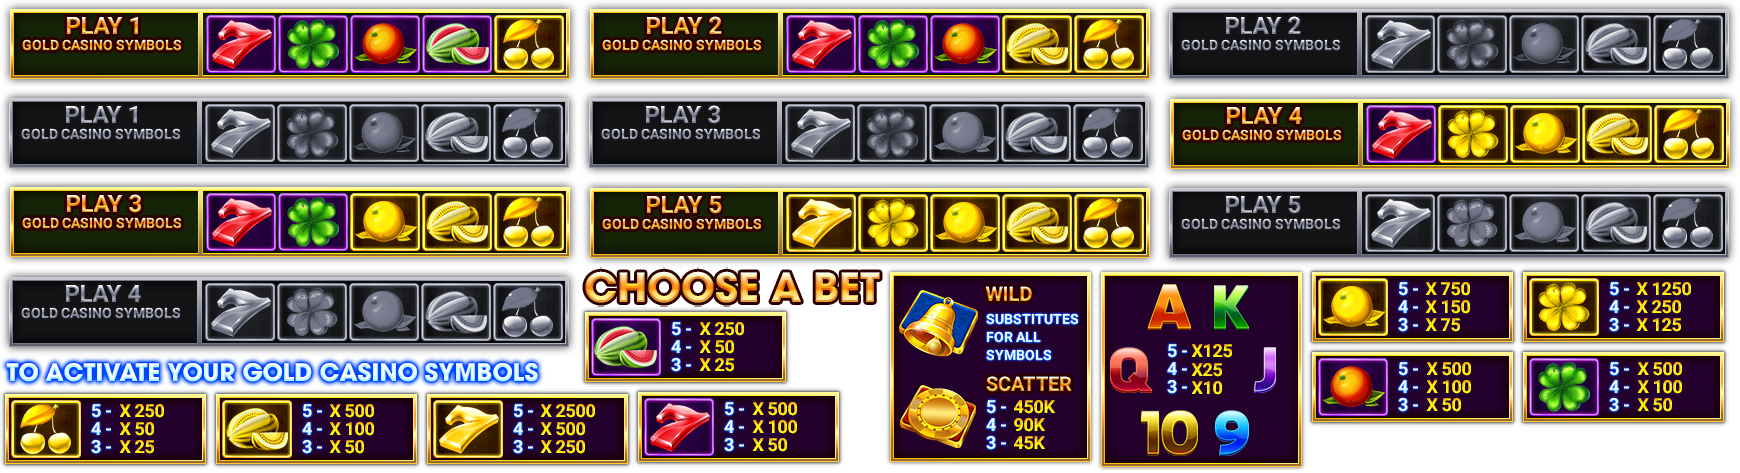 PLAY 1
GOLD CASINO SYMBOLS
PLAY 2
GOLD CASINO SYMBOLS
PLAY 2
GOLD CASINO SYMBOLS
PLAY 1
GOLD CASINO SYMBOLS
PLAY 3
GOLD CASINO SYMBOLS
PLAY 4
GOLD CASINO SYMBOLS
PLAY 3
GOLD CASINO SYMBOLS
PLAY 5
GOLD CASINO SYMBOLS
PLAY 5
GOLD CASINO SYMBOLS
PLAY 4
GOLD CASINO SYMBOLS
CHOOSE A BET
TO ACTIVATE YOUR GOLD CASINO SYMBOLS
5 - X 250
4 - X 50
3 - X 25
WILD
SUBSTITUTES
FOR ALL
SYMBOLS
SCATTER
5 - 450K
4 - 90K
3 - 45K
A K
Q J
5 - X125
4 - X25
3 - X10
10 9
5 - X 750
4 - X 150
3 - X 75
5 - X 1250
4 - X 250
3 - X 125
5 - X 500
4 - X 100
3 - X 50
5 - X 500
4 - X 100
3 - X 50
5 - X 250
4 - X 50
3 - X 25
5 - X 500
4 - X 100
3 - X 50
5 - X 2500
4 - X 500
3 - X 250
5 - X 500
4 - X 100
3 - X 50